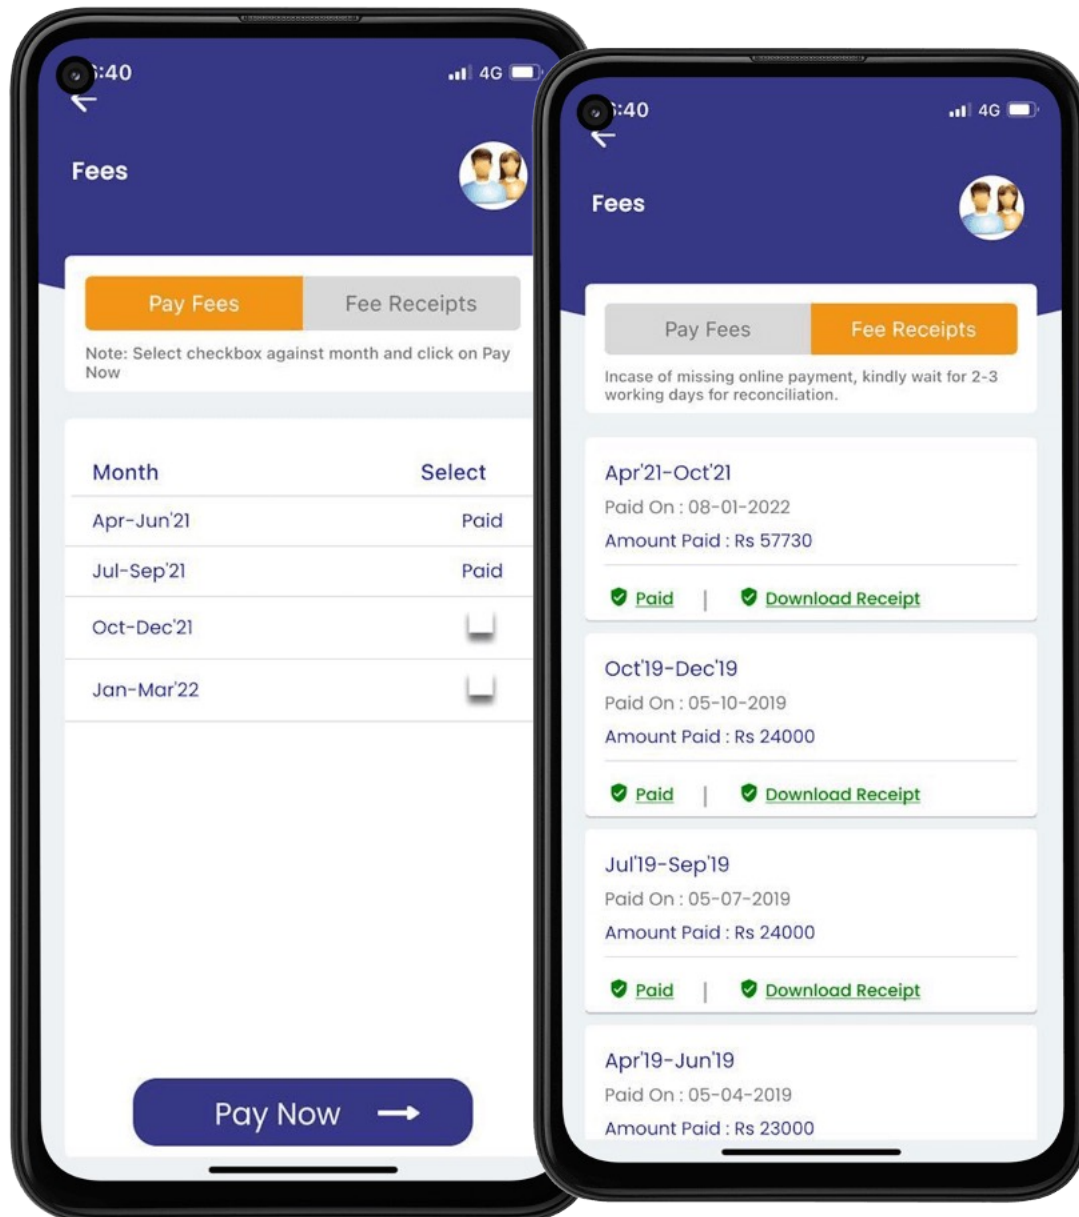 :40
4G
Fees
Pay Fees
Fee Receipts
Note: Select checkbox against month and click on Pay
Now
Month
Select
Apr-Jun'21
Paid
Jul-Sep'21
Paid
Oct-Dec'21
Jan-Mar'22
Pay Now
:40
4G
Fees
Pay Fees
Fee Receipts
Incase of missing online payment, kindly wait for 2-3
working days for reconciliation.
Apr'21-Oct'21
Paid On : 08-01-2022
Amount Paid : Rs 57730
Paid | Download Receipt
Oct'19-Dec'19
Paid On : 05-10-2019
Amount Paid : Rs 24000
Paid | Download Receipt
Jul'19-Sep'19
Paid On : 05-07-2019
Amount Paid : Rs 24000
Paid | Download Receipt
Apr'19-Jun'19
Paid On : 05-04-2019
Amount Paid : Rs 23000